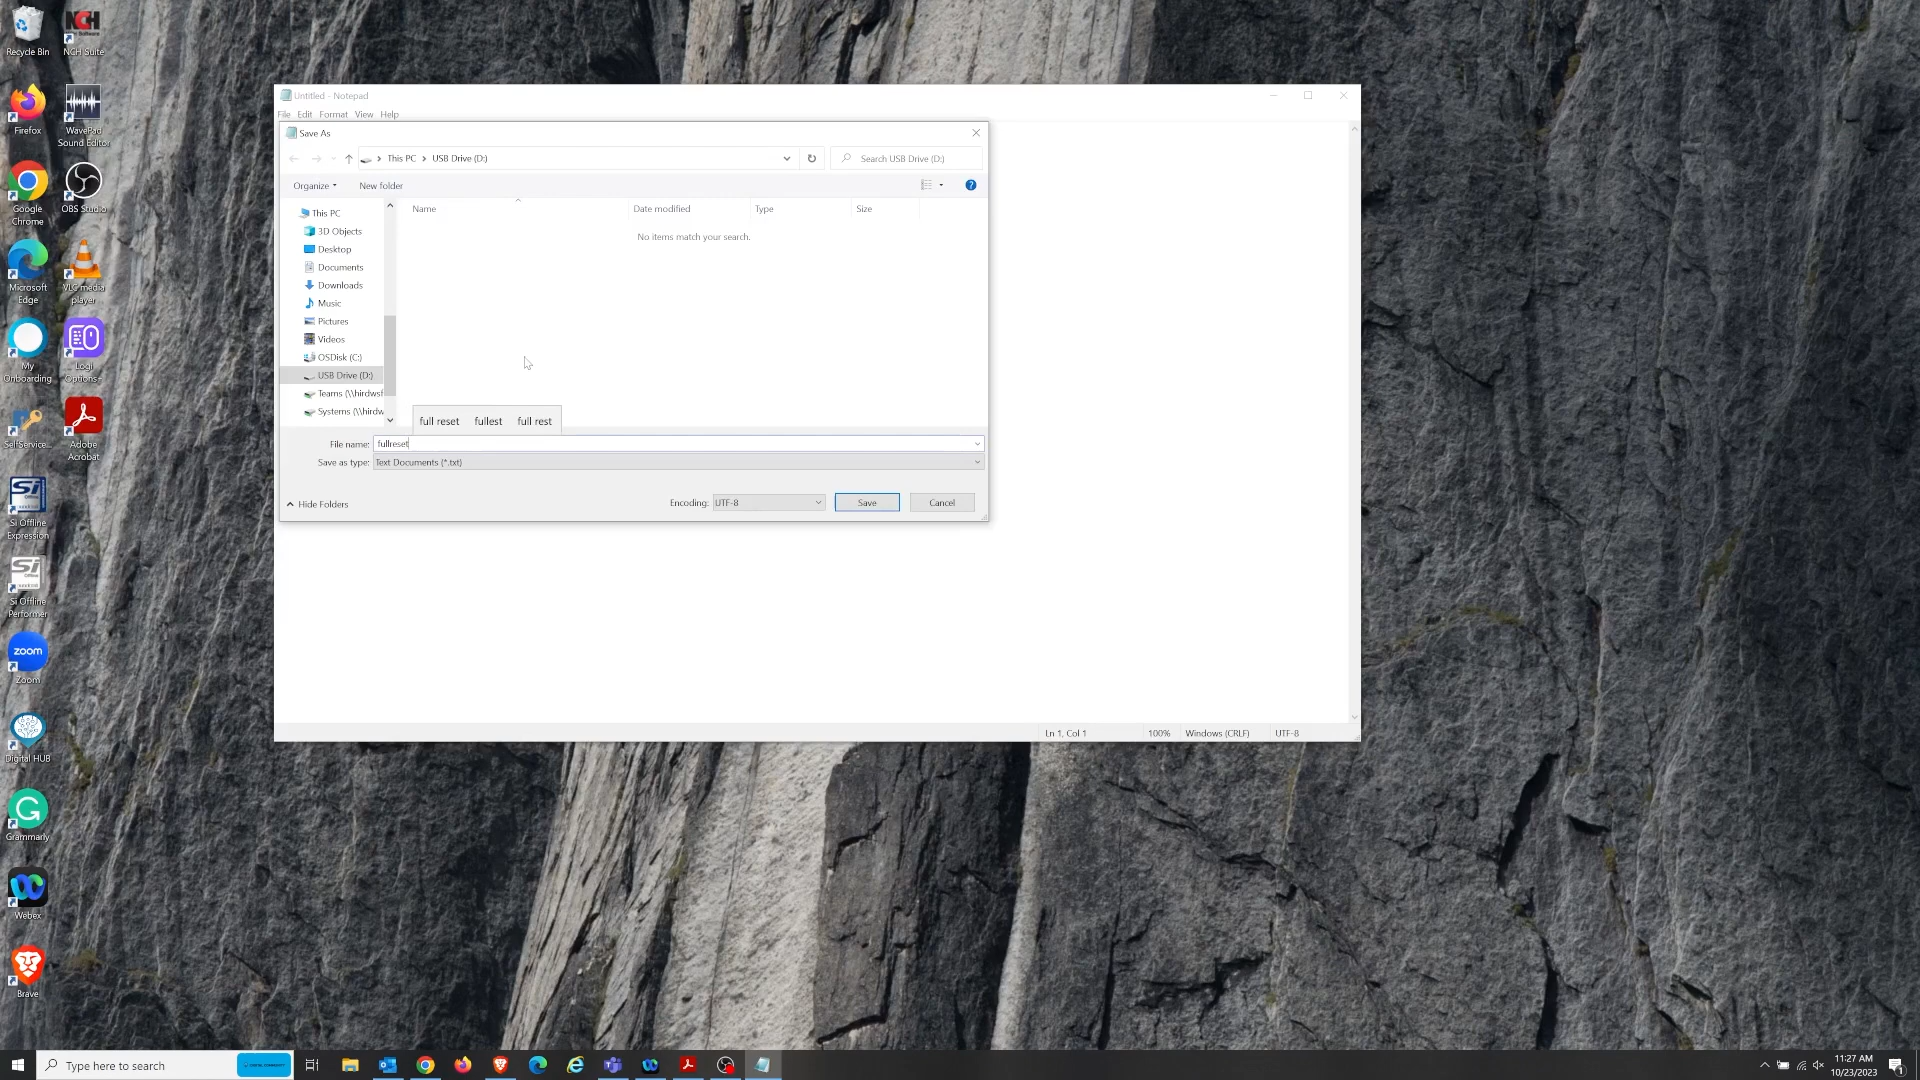 Recycle Bin
NCH Suite
Firefox
WavePad
Sound Editor
Google
Chrome
OBS Studio
Microsoft
Edge
VLC media
player
My
Onboarding
Logi
Options+
SelfService...
Adobe
Acrobat
Si Offline
Expression
Si Offline
Performer
zoom
Zoom
Digital HUB
Grammarly
Webex
Brave
Untitled - Notepad
File Edit Format View Help
Save As
This PC USB Drive (D:)
Search USB Drive (D:)
Organize New folder
Name Date modified Type Size
No items match your search.
This PC
3D Objects
Desktop
Documents
Downloads
Music
Pictures
Videos
OSDisk (C:)
USB Drive (D:)
Teams (\\hirdwsf
Systems (\\hirdw
full reset fullest full rest
File name: fullreset
Save as type: Text Documents (*.txt)
Hide Folders
Encoding: UTF-8
Save
Cancel
Ln 1, Col 1 100% Windows (CRLF) UTF-8
Type here to search
11:27 AM
10/23/2023